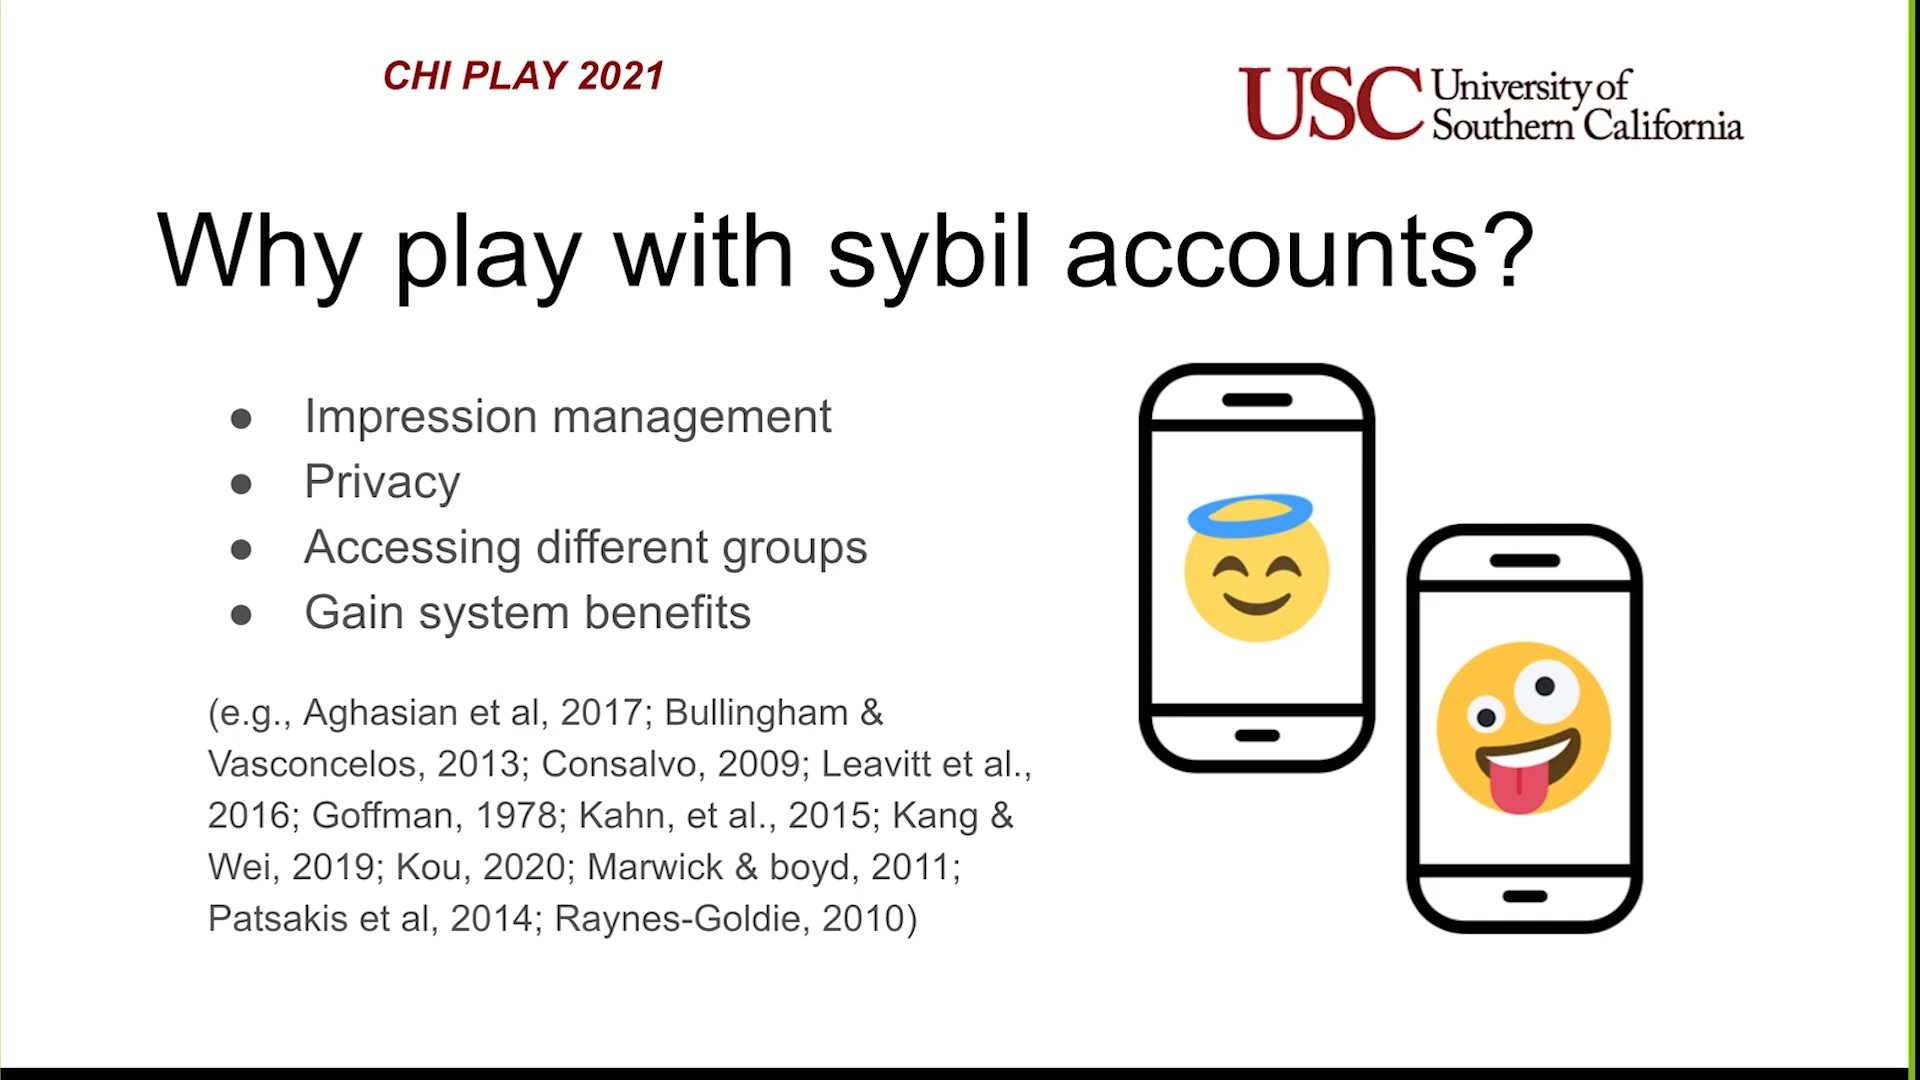 CHI PLAY 2021
USC University of
Southern California
Why play with sybil accounts?
● Impression management
● Privacy
● Accessing different groups
● Gain system benefits
(e.g., Aghasian et al, 2017; Bullingham &
Vasconcelos, 2013; Consalvo, 2009; Leavitt et al.,
2016; Goffman, 1978; Kahn, et al., 2015; Kang &
Wei, 2019; Kou, 2020; Marwick & boyd, 2011;
Patsakis et al, 2014; Raynes-Goldie, 2010)